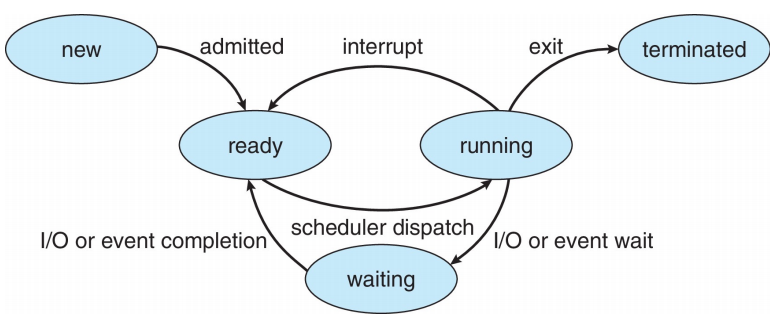 new
admitted
interrupt
exit
terminated
ready
running
I/O or event completion
scheduler dispatch
I/O or event wait
waiting